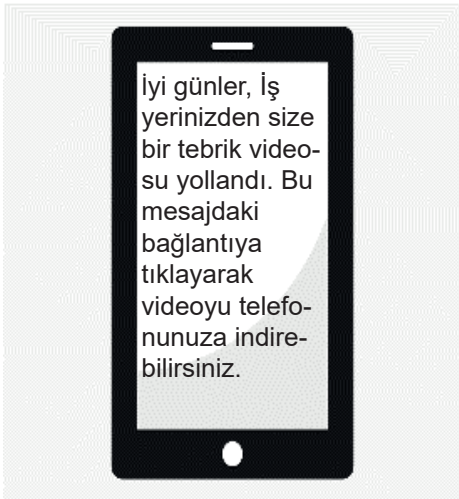 İyi günler, İş
yerinizden size
bir tebrik video-
su yollandı. Bu
mesajdaki
bağlantıya
tıklayarak
videoyu telefo-
nunuza indire-
bilirsiniz.